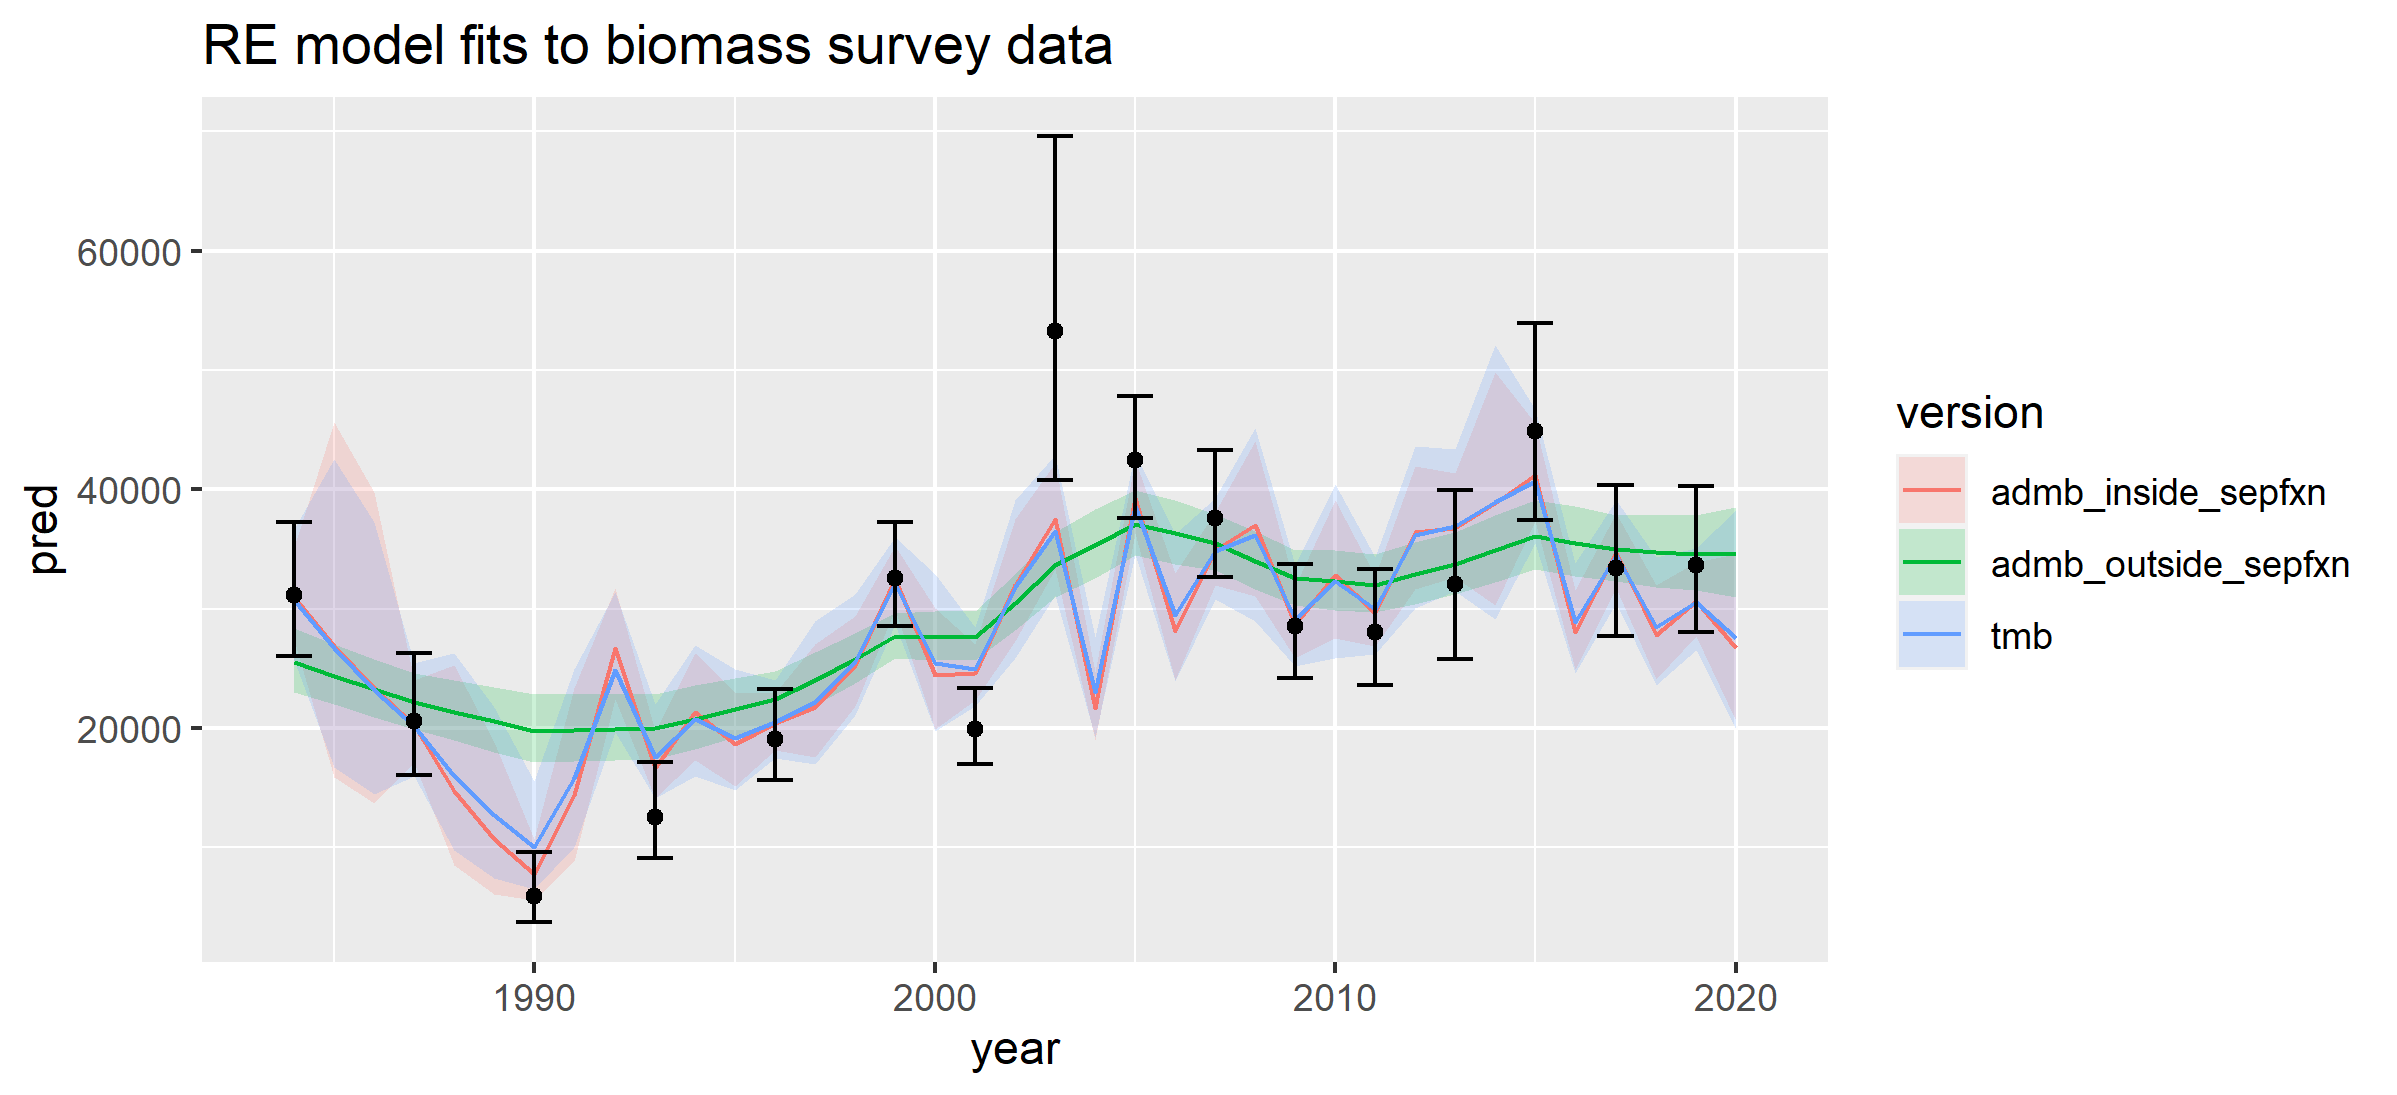 RE model fits to biomass survey data
pred
60000
40000
20000
1990
2000
2010
2020
year
version
admb_inside_sepfxn
admb_outside_sepfxn
tmb